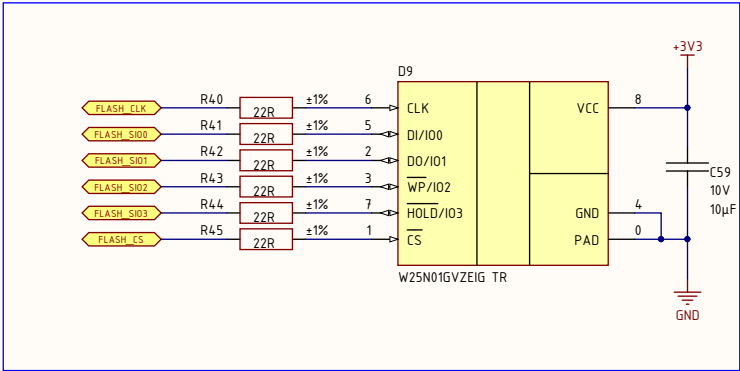 +3V3
D9
FLASH_CLK R40 22R ±1% 6 CLK VCC 8
FLASH_SIO0 R41 22R ±1% 5 DI/IO0
FLASH_SIO1 R42 22R ±1% 2 DO/IO1
FLASH_SIO2 R43 22R ±1% 3 WP/IO2
FLASH_SIO3 R44 22R ±1% 7 HOLD/IO3 GND 4
FLASH_CS R45 22R ±1% 1 CS PAD 0
C59
10V
10µF
W25N01GVZEIG TR
GND